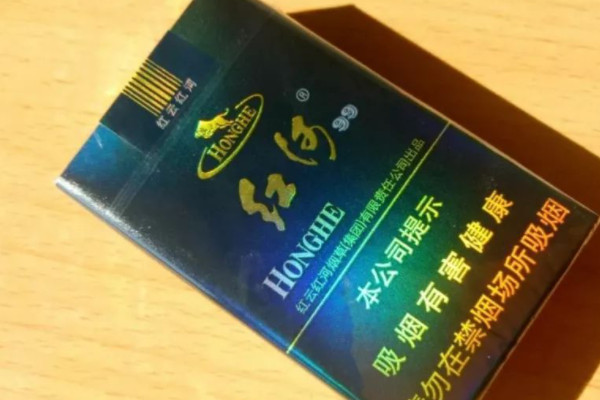 红云红河
HONGHE
红河®99
HONGHE
红云红河烟草(集团)有限责任公司出品
本公司提示
吸烟有害健康
请勿在禁烟场所吸烟